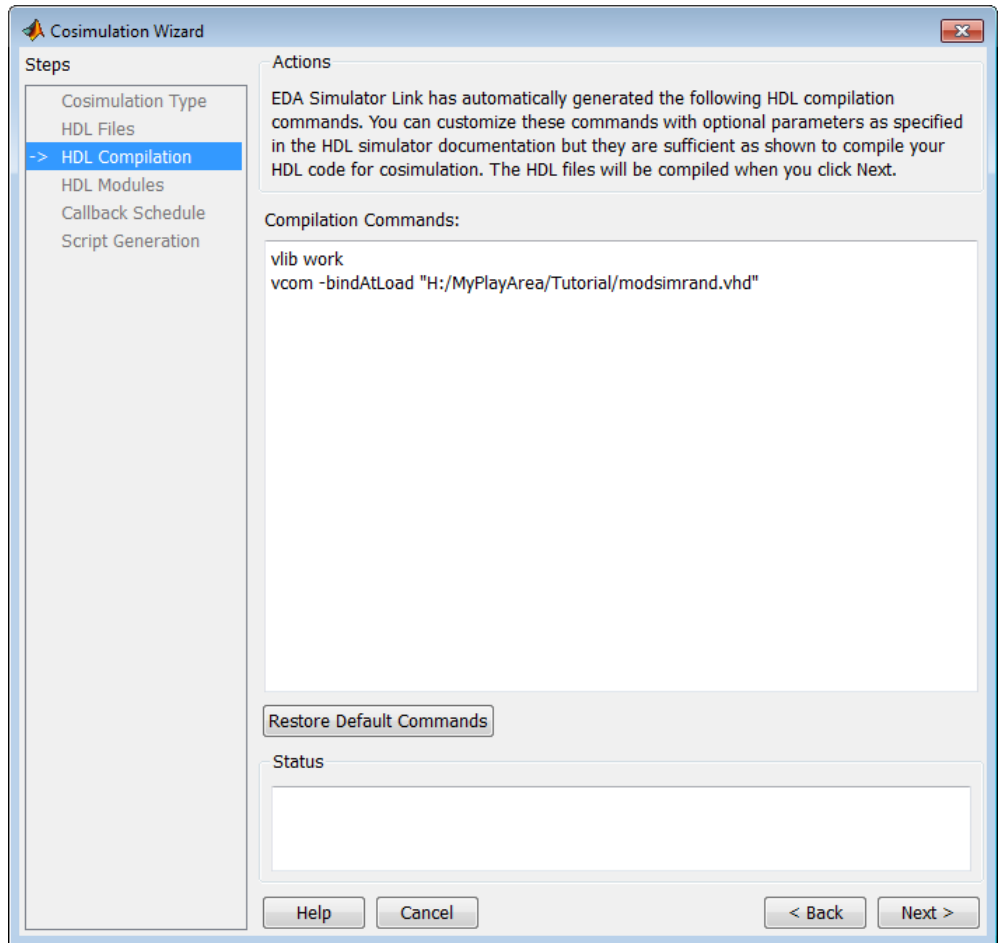 Cosimulation Wizard
Steps
Cosimulation Type
HDL Files
-> HDL Compilation
HDL Modules
Callback Schedule
Script Generation
Actions
EDA Simulator Link has automatically generated the following HDL compilation
commands. You can customize these commands with optional parameters as specified
in the HDL simulator documentation but they are sufficient as shown to compile your
HDL code for cosimulation. The HDL files will be compiled when you click Next.
Compilation Commands:
vlib work
vcom -bindAtLoad "H:/MyPlayArea/Tutorial/modsimrand.vhd"
Restore Default Commands
Status
Help Cancel < Back Next >